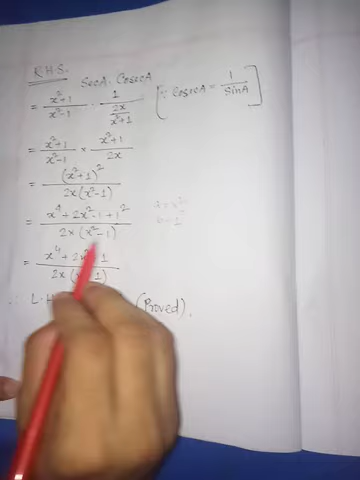 R.H.S.
SecA. CosecA
= x²+1 / x²-1 . 1 / (2x / x²+1) [∵ CosecA = 1 / SinA]
= x²+1 / x²-1 × x²+1 / 2x
= (x²+1)² / 2x(x²-1)
= x⁴ + 2x²·1 + 1² / 2x(x²-1)
= x⁴ + 2x² 1 / 2x(x² 1)
∴ L.H (Proved).